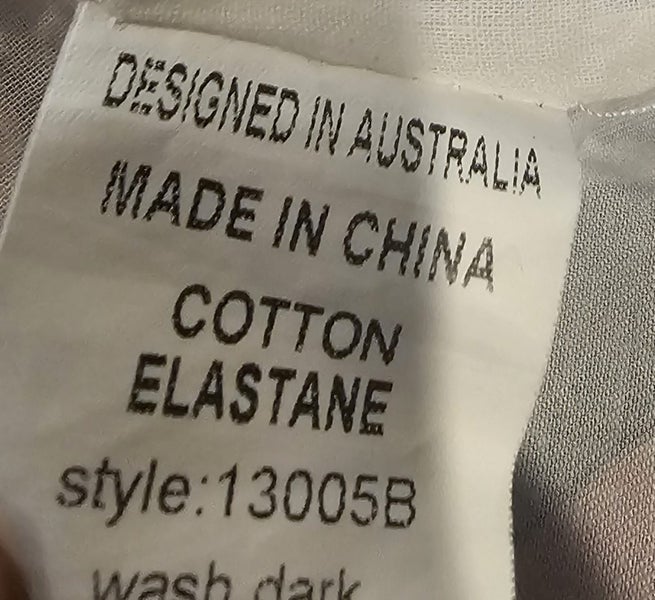 DESIGNED IN AUSTRALIA
MADE IN CHINA
COTTON
ELASTANE
style:13005B
wash dark